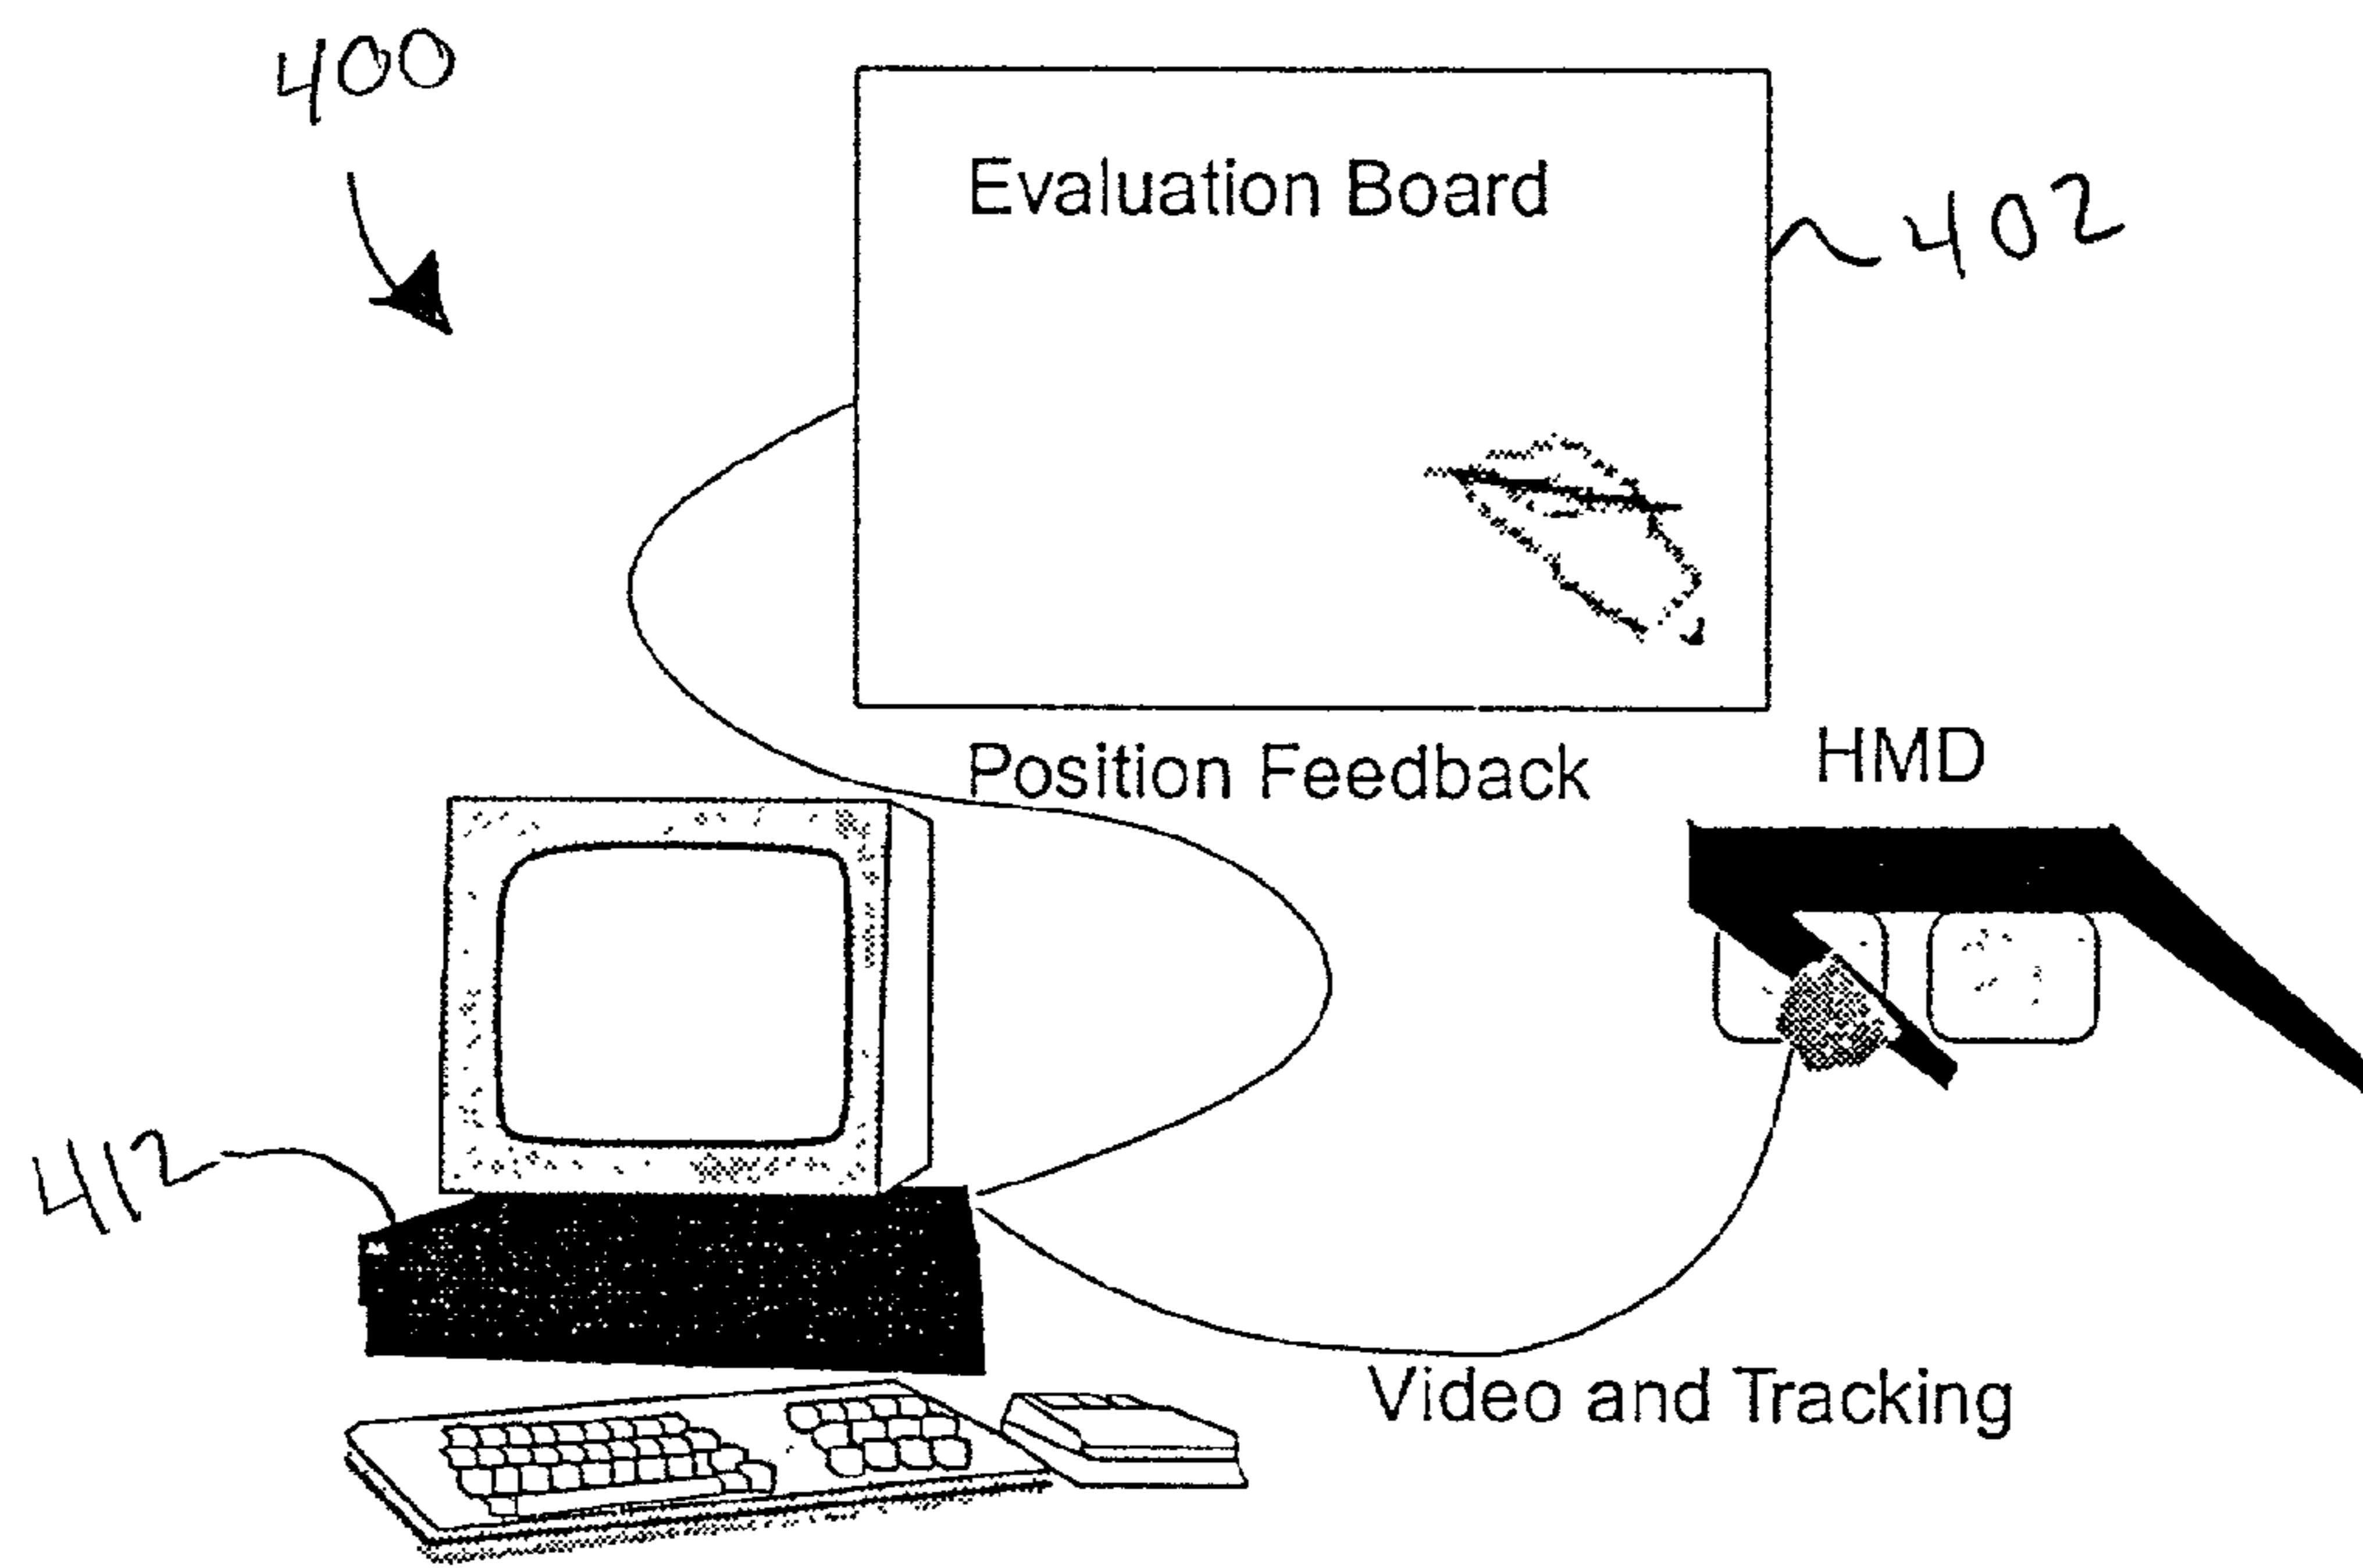 400
Evaluation Board
402
Position Feedback
HMD
412
Video and Tracking